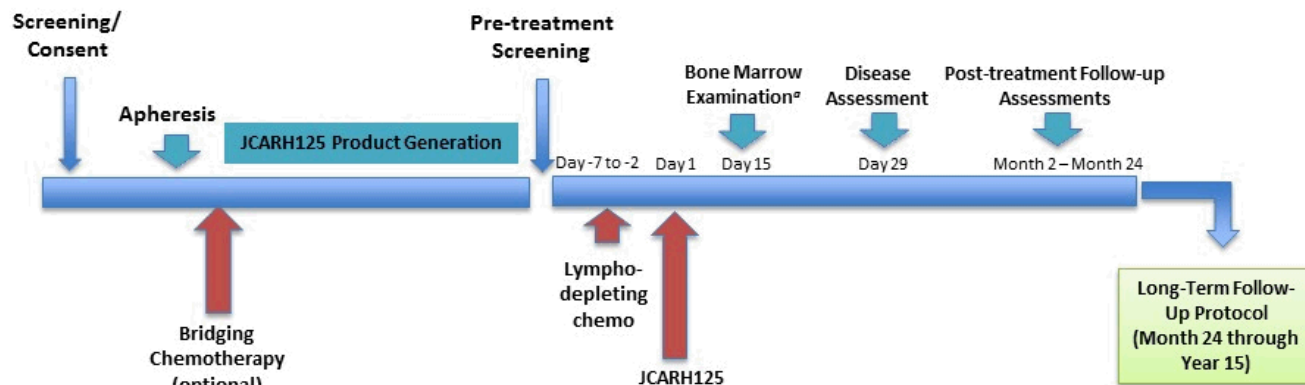 Screening/
Consent
Pre-treatment
Screening
Apheresis
JCARH125 Product Generation
Bone Marrow
Examinationᵃ
Disease
Assessment
Post-treatment Follow-up
Assessments
Day -7 to -2
Day 1
Day 15
Day 29
Month 2 – Month 24
Lympho-
depleting
chemo
Bridging
Chemotherapy
(optional)
JCARH125
Long-Term Follow-
Up Protocol
(Month 24 through
Year 15)